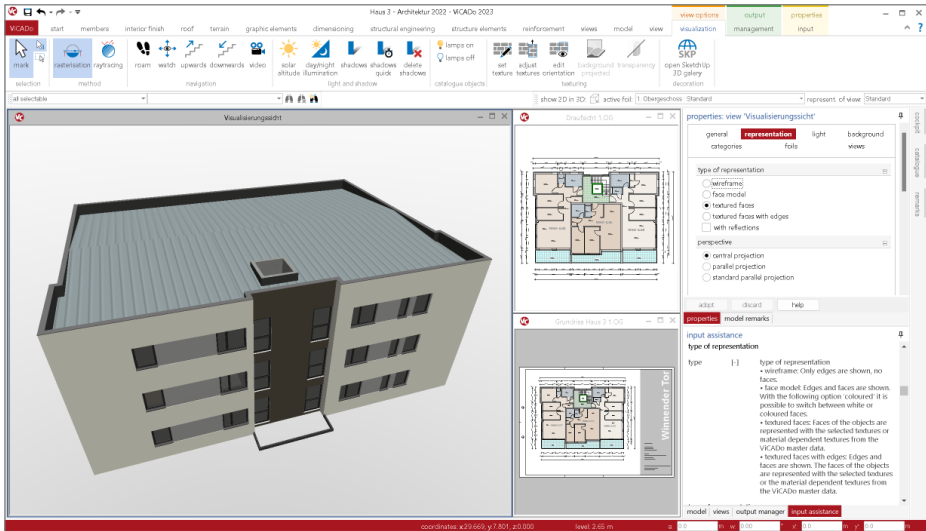 Haus 3 - Architektur 2022 - ViCADo 2023
view options output properties
ViCADo start members interior finish roof terrain graphic elements dimensioning structural engineering structure elements reinforcement views model view visualization management input
mark rasterisation raytracing roam watch upwards downwards video solar altitude day/night illumination shadows shadows quick delete shadows lamps on lamps off set texture adjust textures edit orientation background projected transparency SKP open SketchUp 3D galery
selection method navigation light and shadow catalogue objects texturing decoration
all selectable show 2D in 3D: active foil: 1. Obergeschoss: Standard represent. of view: Standard
Visualisierungssicht
Draufsicht 1.OG
Grundriss Haus 3 1.OG
Winnender Tor
properties: view 'Visualisierungssicht'
general representation light background
categories foils views
type of representation
wireframe
face model
textured faces
textured faces with edges
with reflections
perspective
central projection
parallel projection
standard parallel projection
adapt discard help
properties model remarks
cockpit
catalogue
remarks
input assistance
type of representation
type [-] type of representation
• wireframe: Only edges are shown, no
faces.
• face model: Edges and faces are shown.
With the following option 'coloured' it is
possible to switch between white or
coloured faces.
• textured faces: Faces of the objects are
represented with the selected textures or
material dependent textures from the
ViCADo master data.
• textured faces with edges: Edges and
faces are shown. The faces of the objects
are represented with the selected textures
or the material dependent textures from
the ViCADo master data.
model views output manager input assistance
coordinates: x:29.669, y:7.801, z:0.000 level: 2.65 m 0.0 m w 0.00 ° x' 0.0 m y' 0.0 m